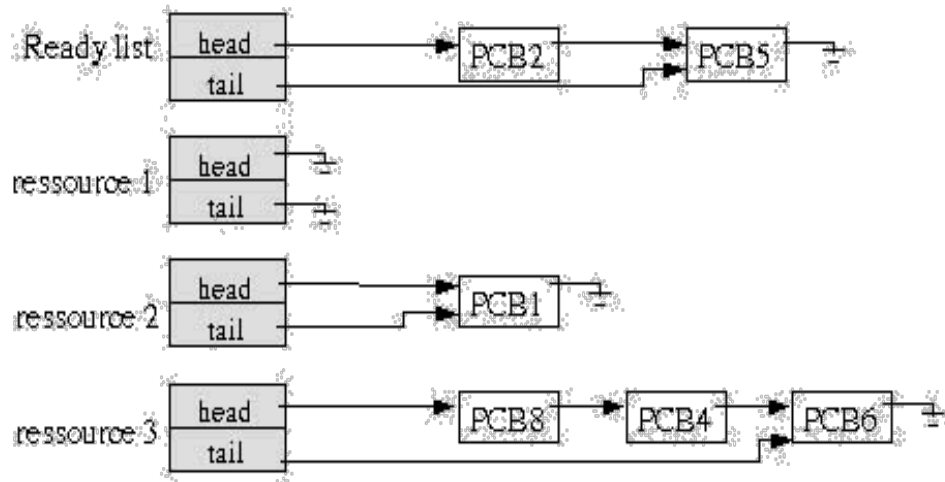 Ready list
head
tail
PCB2
PCB5
ressource 1
head
tail
ressource 2
head
tail
PCB1
ressource 3
head
tail
PCB8
PCB4
PCB6